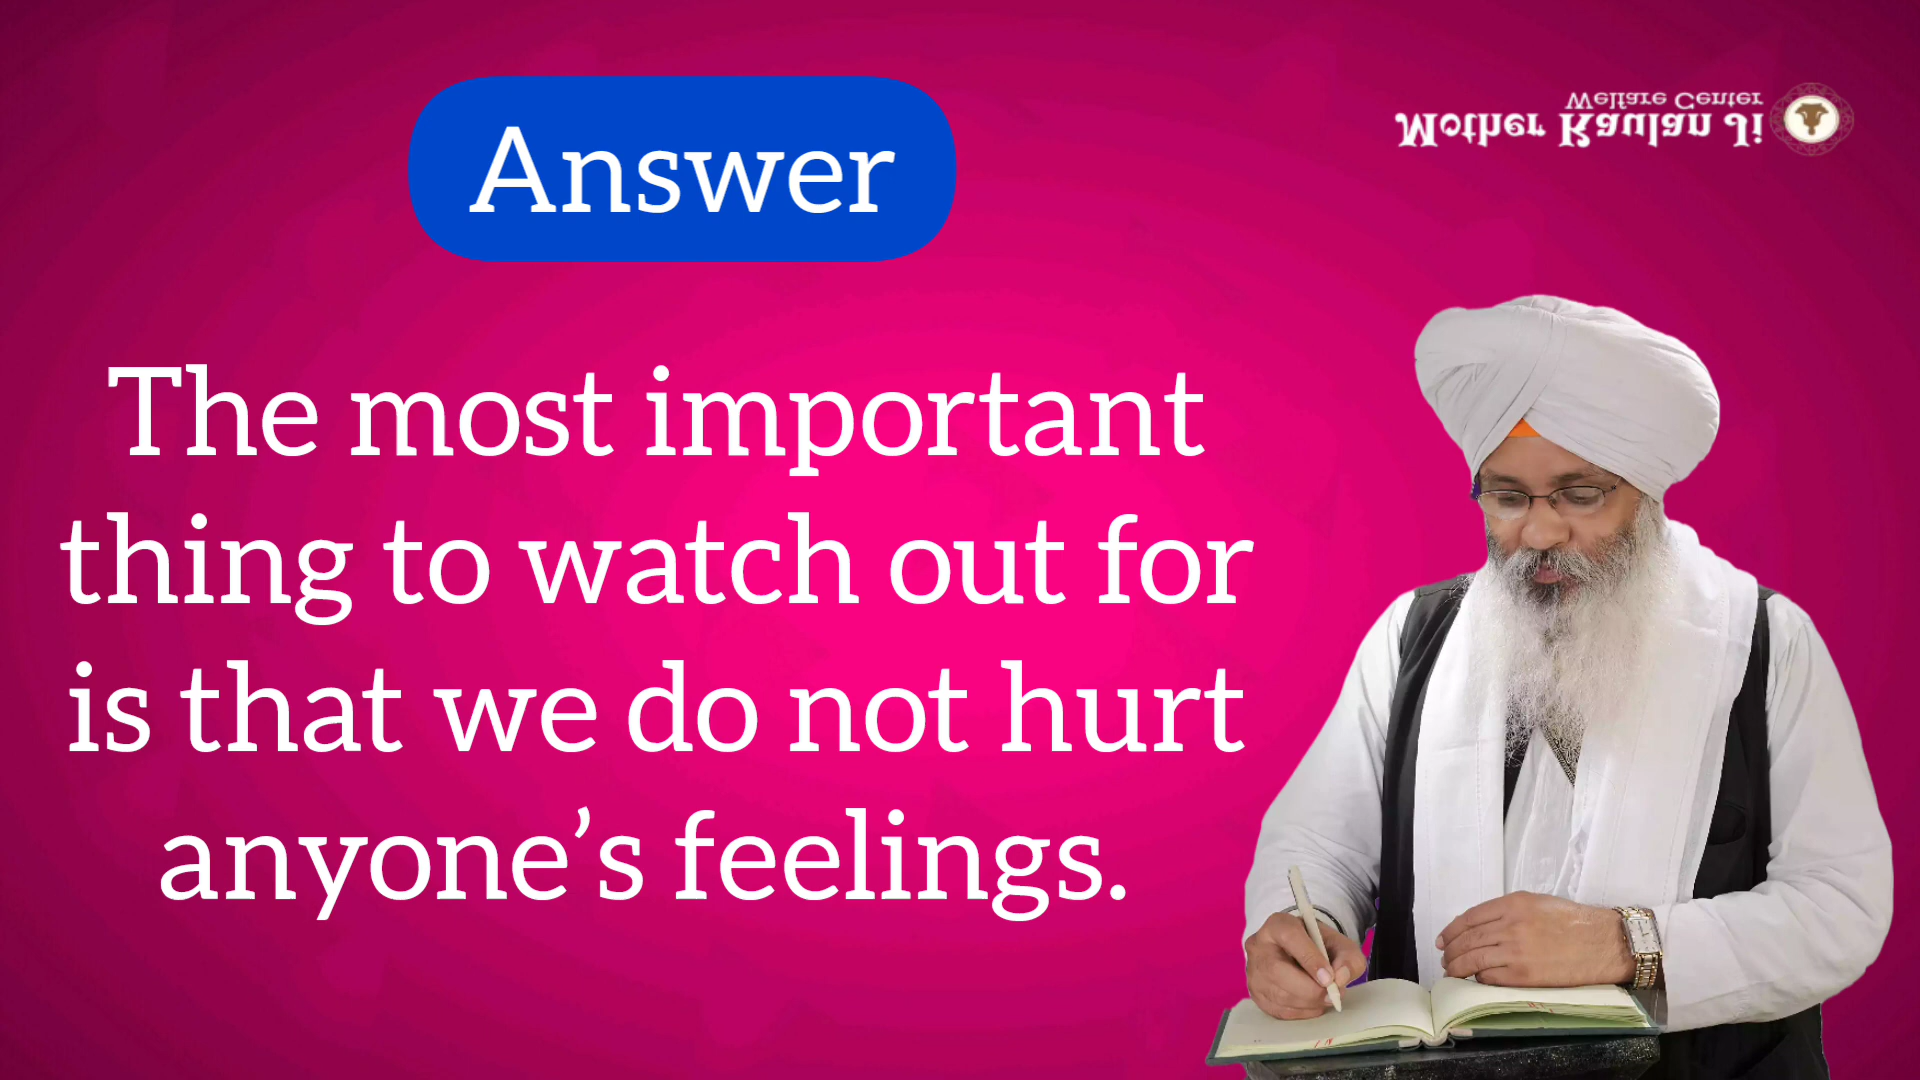 Answer
Welfare Center
Mother Kaulan Ji
The most important
thing to watch out for
is that we do not hurt
anyone’s feelings.